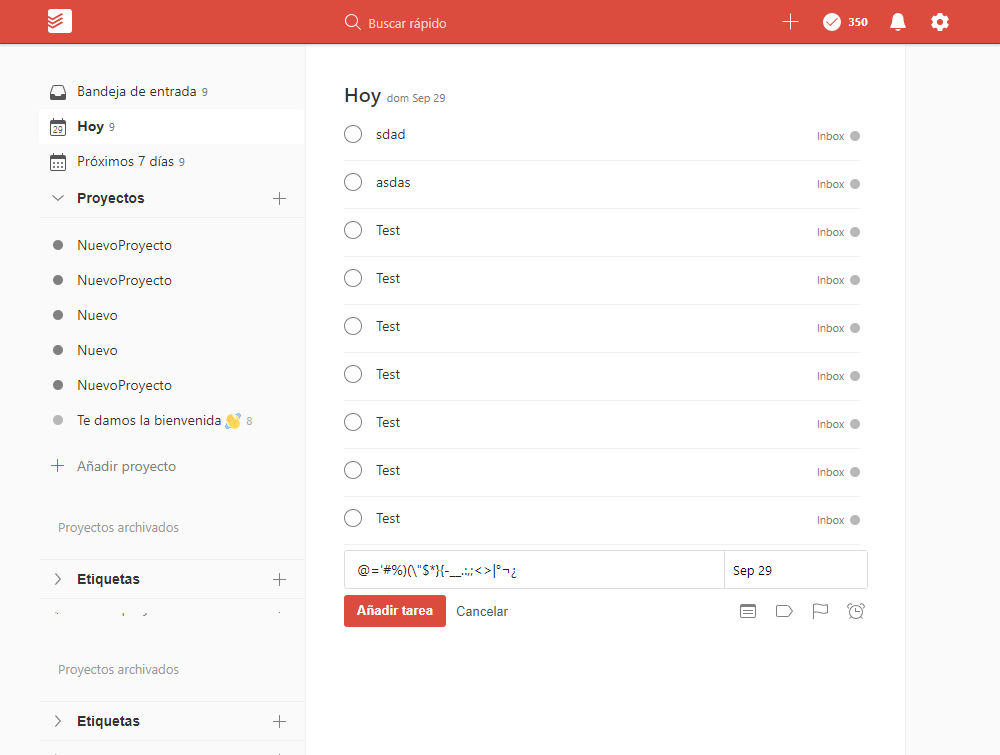 Buscar rápido
350
Bandeja de entrada 9
29 Hoy 9
Próximos 7 días 9
Proyectos
NuevoProyecto
NuevoProyecto
Nuevo
Nuevo
NuevoProyecto
Te damos la bienvenida 👋 8
Añadir proyecto
Proyectos archivados
Etiquetas
Proyectos archivados
Etiquetas
Hoy dom Sep 29
sdad Inbox
asdas Inbox
Test Inbox
Test Inbox
Test Inbox
Test Inbox
Test Inbox
Test Inbox
Test Inbox
@='#%)(\"$*}{-__.:,;<>|°¬¿ Sep 29
Añadir tarea Cancelar